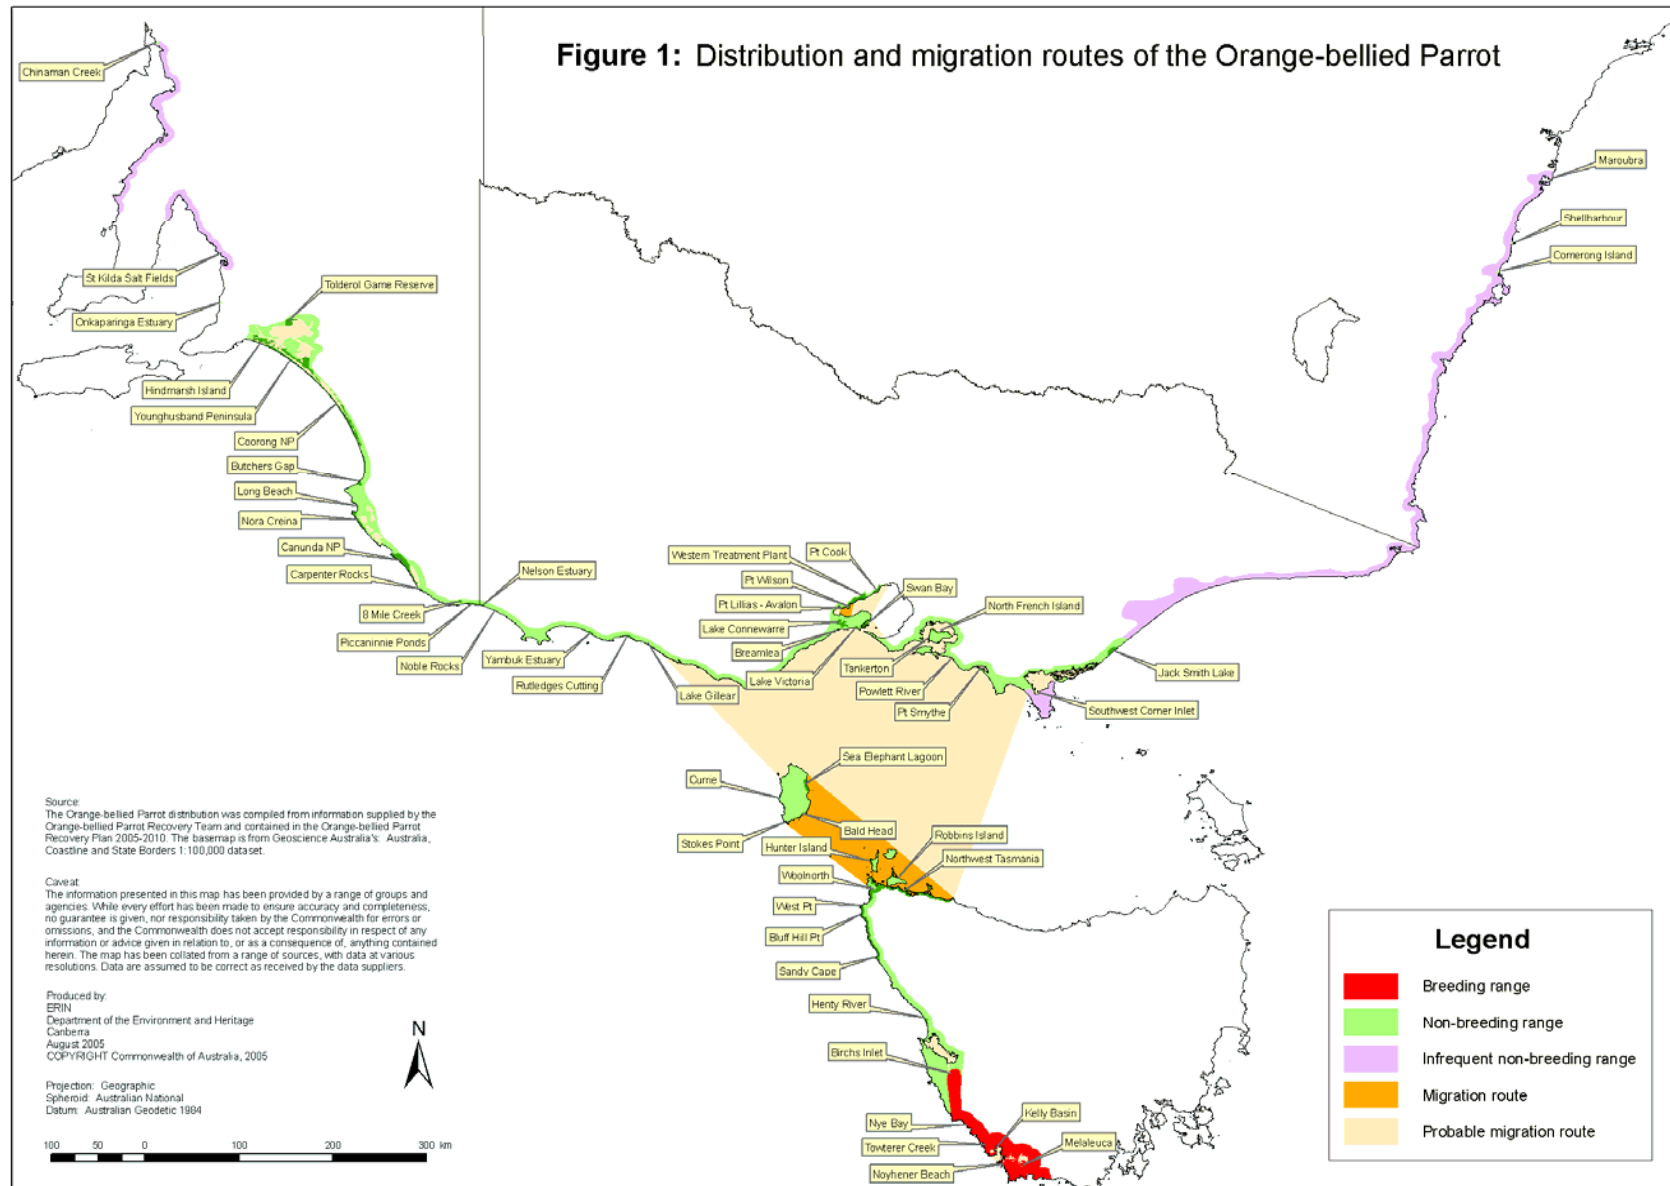 Figure 1: Distribution and migration routes of the Orange-bellied Parrot
Chinaman Creek
Maroubra
Shellharbour
Comerong Island
St Kilda Salt Fields
Tolderol Game Reserve
Onkaparinga Estuary
Hindmarsh Island
Younghusband Peninsula
Coorong NP
Butchers Gap
Long Beach
Nora Creina
Canunda NP
Carpenter Rocks
8 Mile Creek
Piccaninnie Ponds
Noble Rocks
Nelson Estuary
Yambuk Estuary
Rutledges Cutting
Lake Gillear
Western Treatment Plant
Pt Cook
Pt Wilson
Swan Bay
Pt Lillias - Avalon
North French Island
Lake Connewarre
Breamlea
Lake Victoria
Tankerton
Powlett River
Pt Smythe
Jack Smith Lake
Southwest Corner Inlet
Sea Elephant Lagoon
Currie
Bald Head
Stokes Point
Robbins Island
Hunter Island
Northwest Tasmania
Woolnorth
West Pt
Bluff Hill Pt
Sandy Cape
Henty River
Birchs Inlet
Kelly Basin
Nye Bay
Melaleuca
Towterer Creek
Noyhener Beach
Source:
The Orange-bellied Parrot distribution was compiled from information supplied by the
Orange-bellied Parrot Recovery Team and contained in the Orange-bellied Parrot
Recovery Plan 2005-2010. The basemap is from Geoscience Australia's: Australia,
Coastline and State Borders 1:100,000 dataset.
Caveat:
The information presented in this map has been provided by a range of groups and
agencies. While every effort has been made to ensure accuracy and completeness,
no guarantee is given, nor responsibility taken by the Commonwealth for errors or
omissions, and the Commonwealth does not accept responsibility in respect of any
information or advice given in relation to, or as a consequence of, anything contained
herein. The map has been collated from a range of sources, with data at various
resolutions. Data are assumed to be correct as received by the data suppliers.
Produced by:
ERIN
Department of the Environment and Heritage
Canberra
August 2005
COPYRIGHT Commonwealth of Australia, 2005
Projection: Geographic
Spheroid: Australian National
Datum: Australian Geodetic 1984
N
100 50 0 100 200 300 km
Legend
Breeding range
Non-breeding range
Infrequent non-breeding range
Migration route
Probable migration route